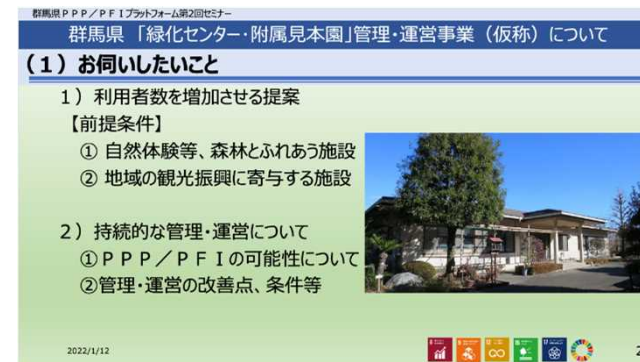 群馬県ＰＰＰ／ＰＦＩプラットフォーム第2回セミナー
群馬県 「緑化センター・附属見本園」管理・運営事業（仮称）について
（１）お伺いしたいこと
１）利用者数を増加させる提案
【前提条件】
① 自然体験等、森林とふれあう施設
② 地域の観光振興に寄与する施設
２）持続的な管理・運営について
①ＰＰＰ／ＰＦＩの可能性について
②管理・運営の改善点、条件等
2022/1/12